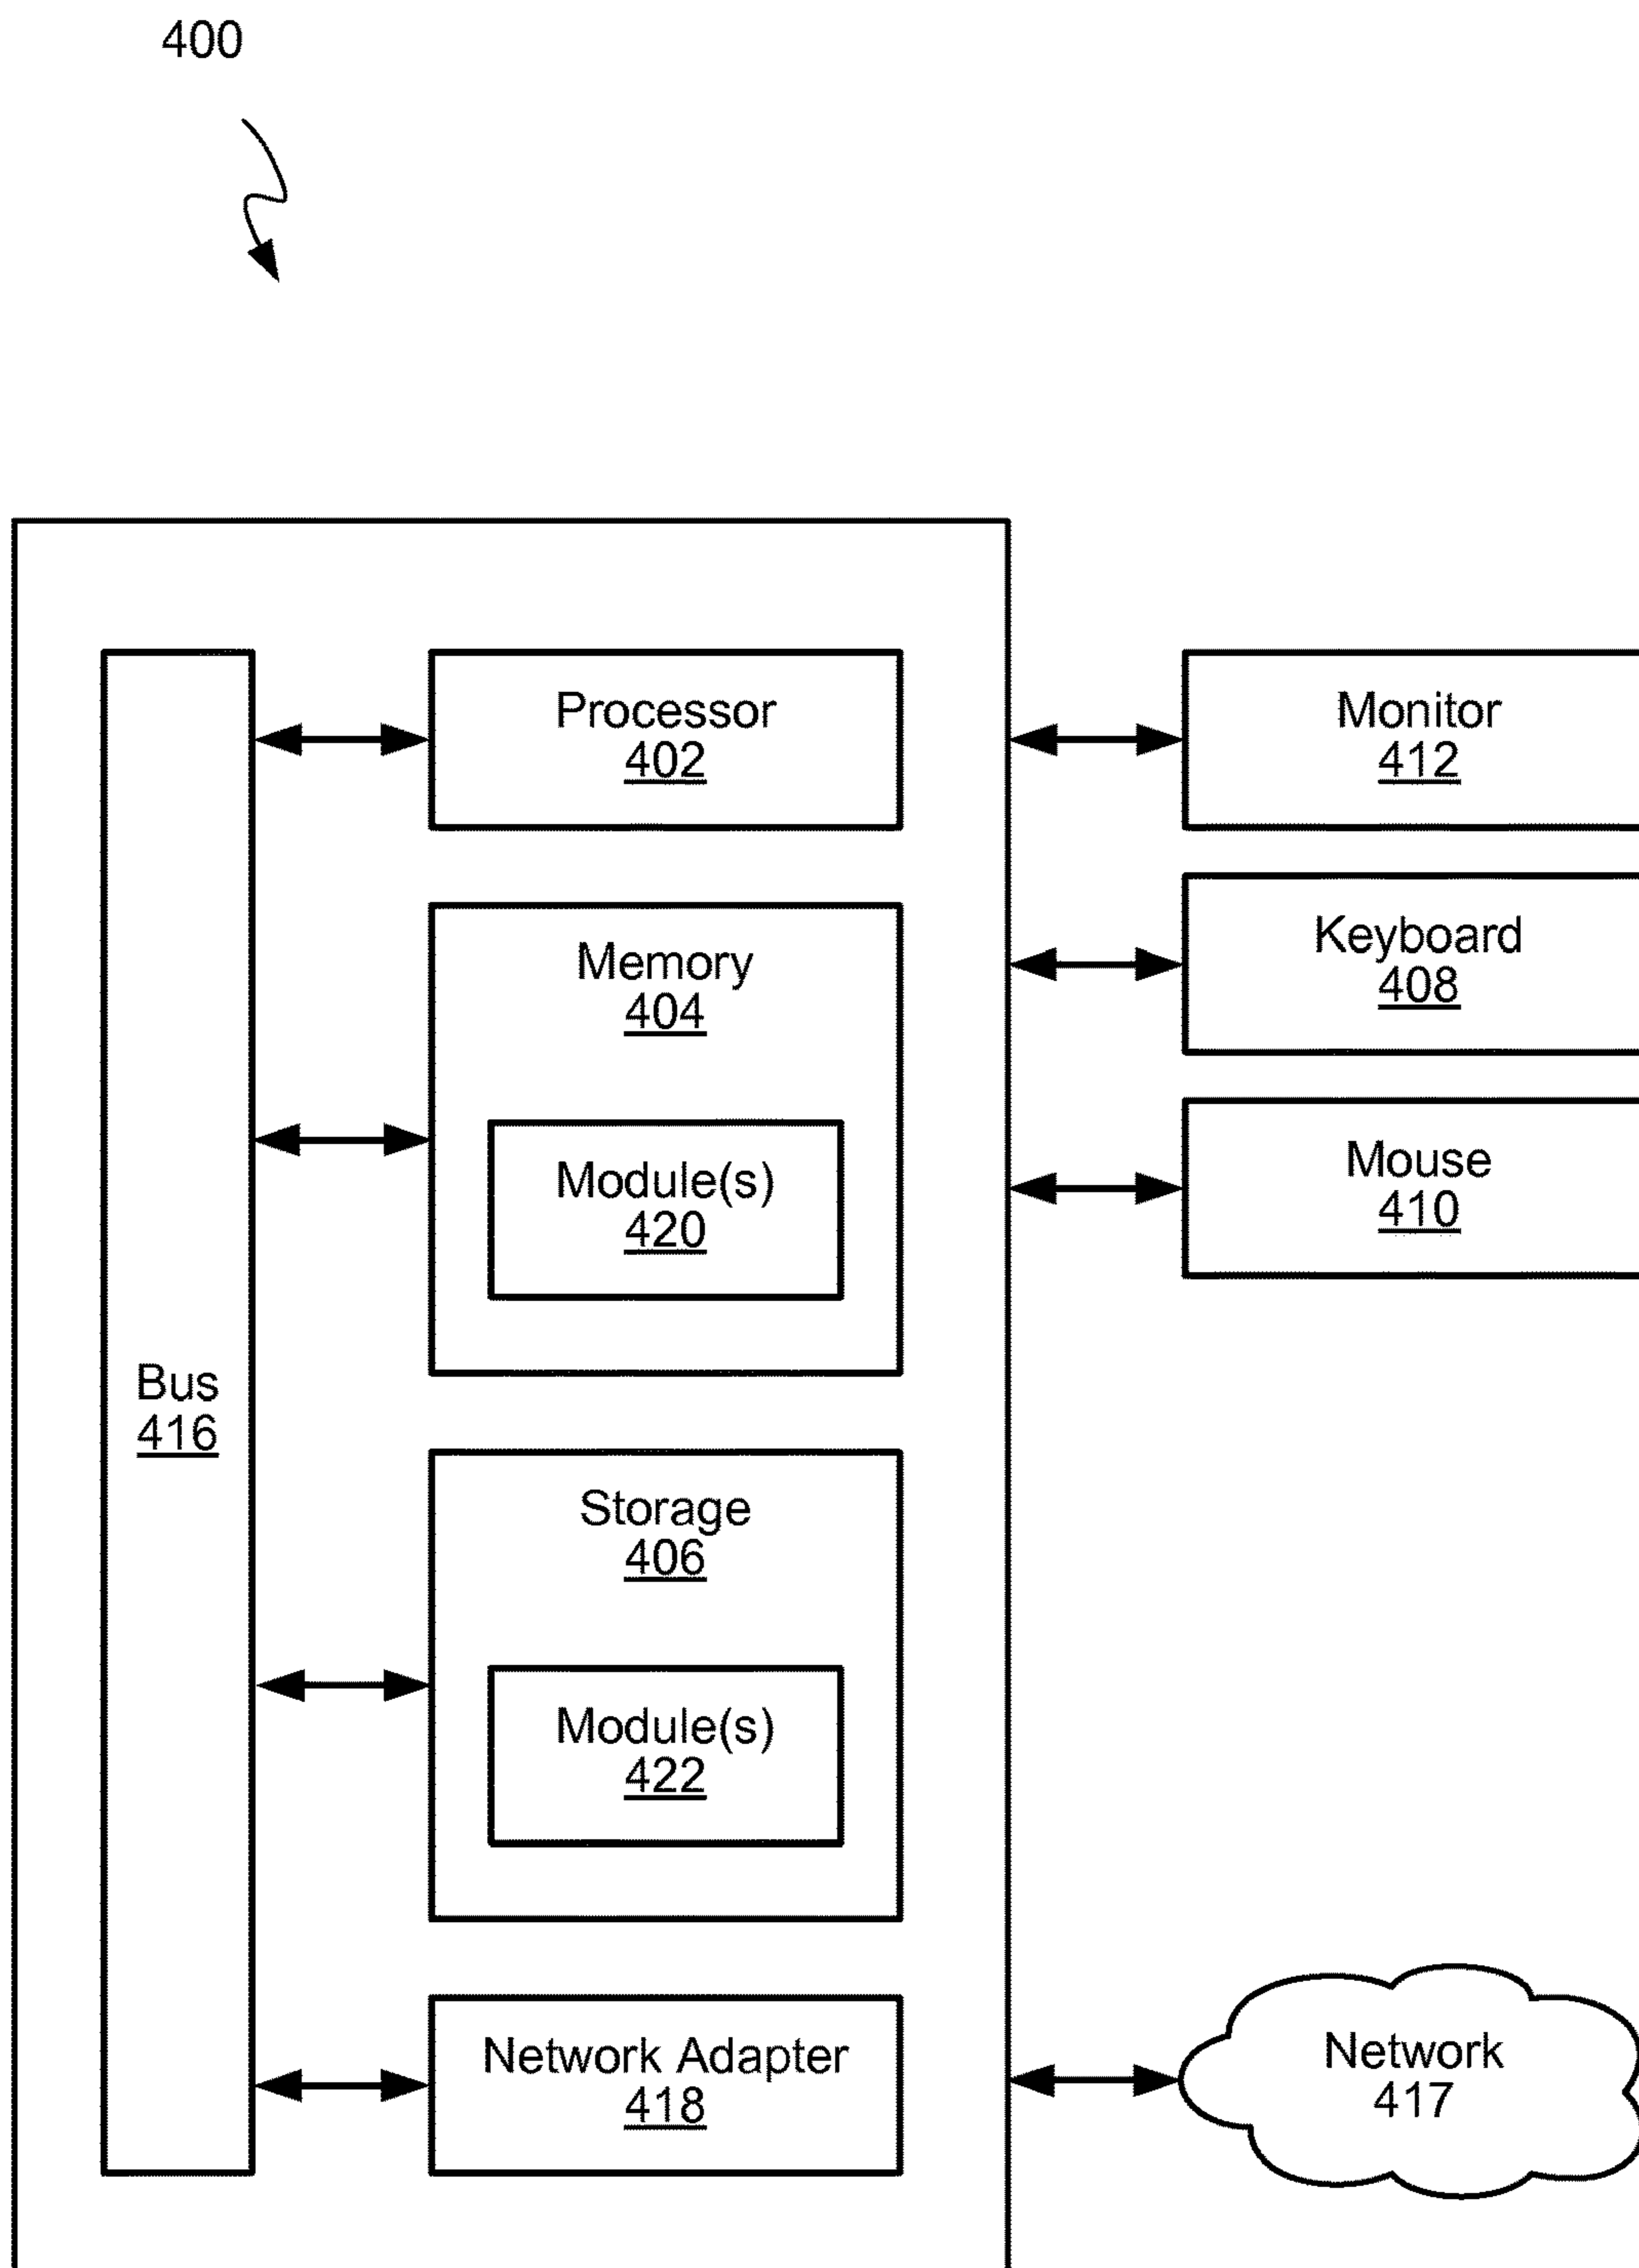 400
Processor
402
Monitor
412
Memory
404
Keyboard
408
Module(s)
420
Mouse
410
Bus
416
Storage
406
Module(s)
422
Network Adapter
418
Network
417